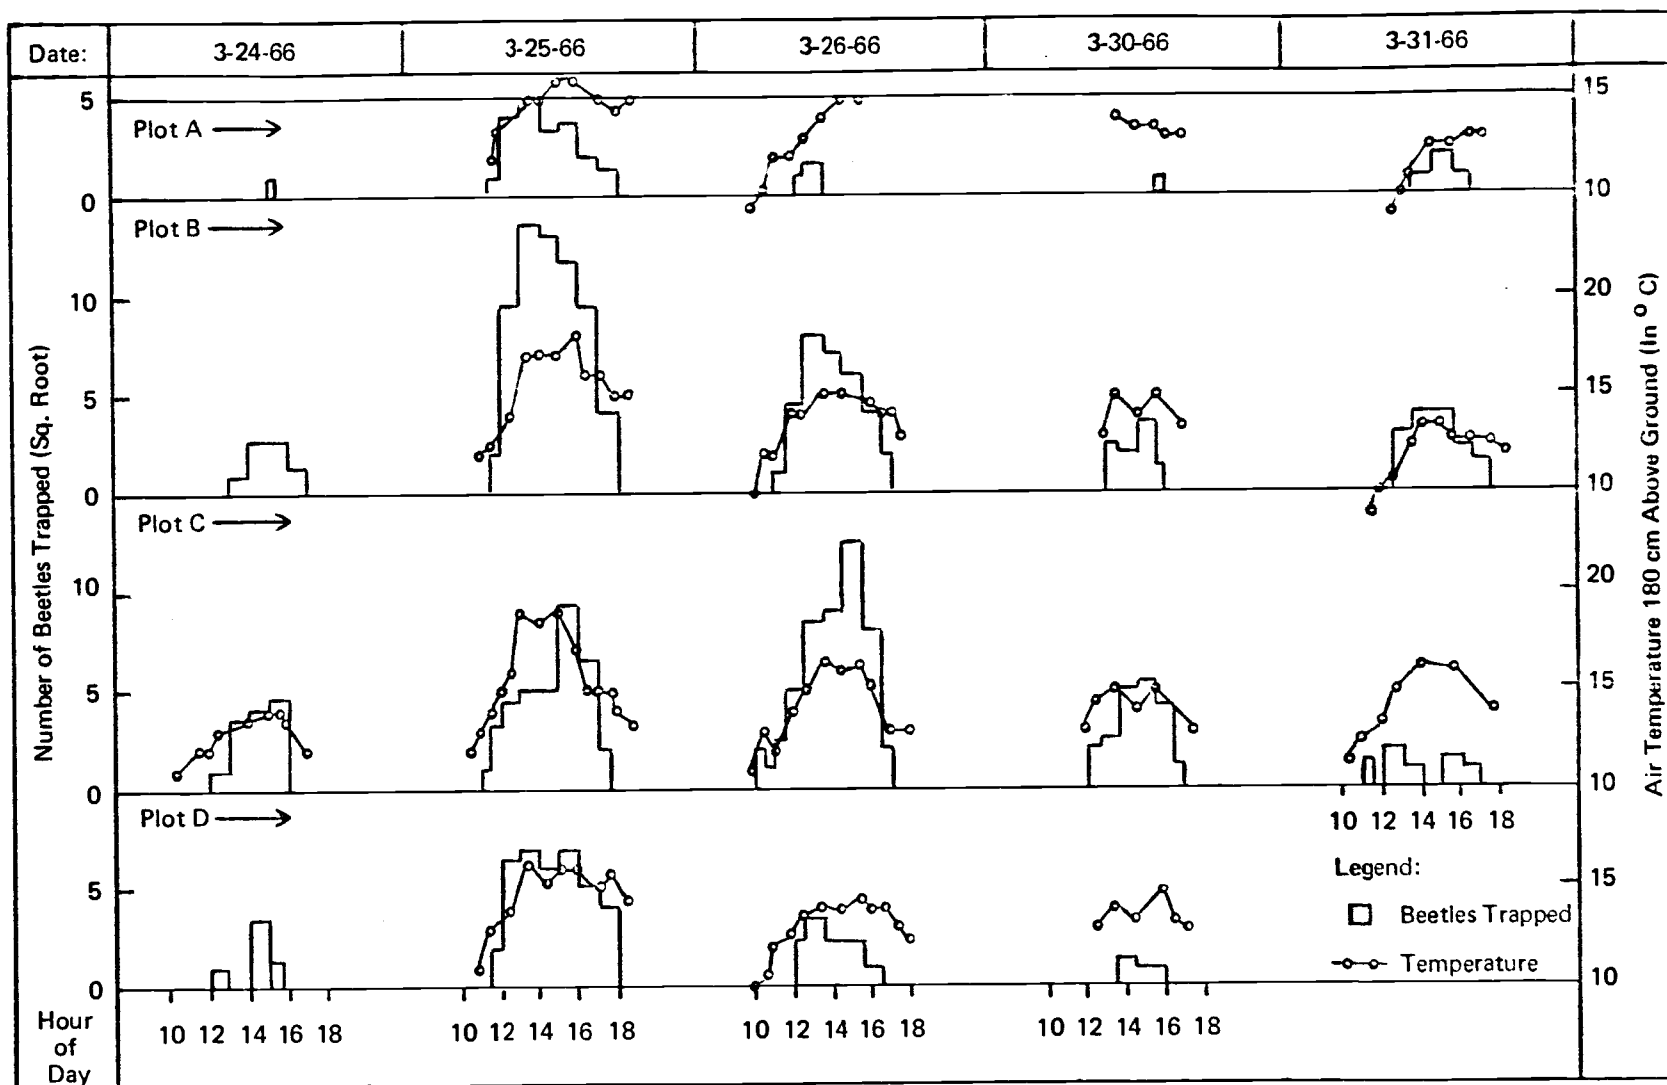 Date: 3-24-66 3-25-66 3-26-66 3-30-66 3-31-66
5 15
Plot A
0 10
Plot B
10 20
5 15
0 10
Plot C
10 20
5 15
0 10
Plot D
10 12 14 16 18
Legend:
5 15
Beetles Trapped
Temperature
0 10
Hour of Day
10 12 14 16 18 10 12 14 16 18 10 12 14 16 18 10 12 14 16 18
Number of Beetles Trapped (Sq. Root)
Air Temperature 180 cm Above Ground (In °C)